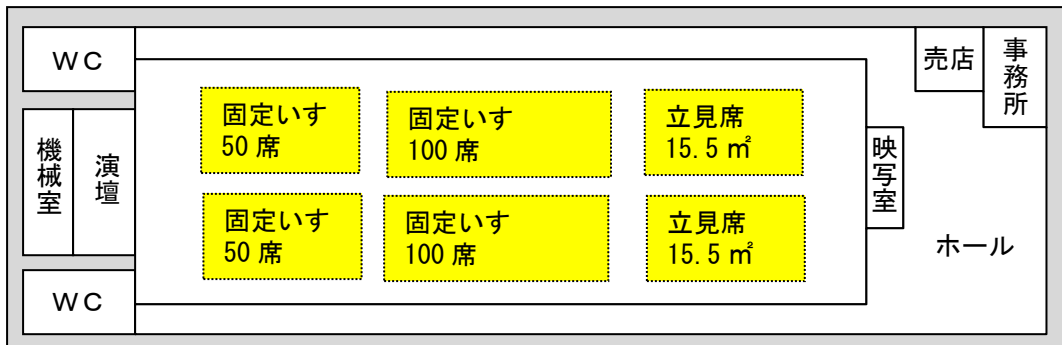 ＷＣ
売店
事務所
固定いす
50 席
固定いす
100 席
立見席
15.5 ㎡
機械室
演壇
映写室
固定いす
50 席
固定いす
100 席
立見席
15.5 ㎡
ホール
ＷＣ